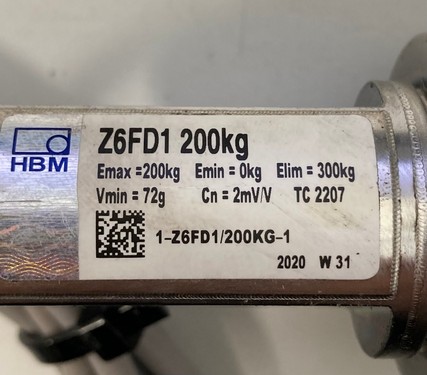 HBM
Z6FD1 200kg
Emax =200kg Emin = 0kg Elim = 300kg
Vmin = 72g Cn = 2mV/V TC 2207
1-Z6FD1/200KG-1
2020 W 31